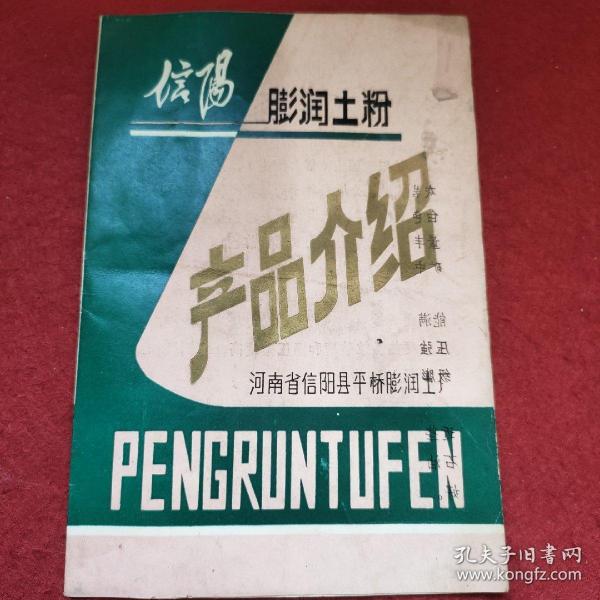 信陽
膨润土粉
产品介绍
河南省信阳县平桥膨润土厂
PENGRUNTUFEN
孔夫子旧书网
www.kongfz.com